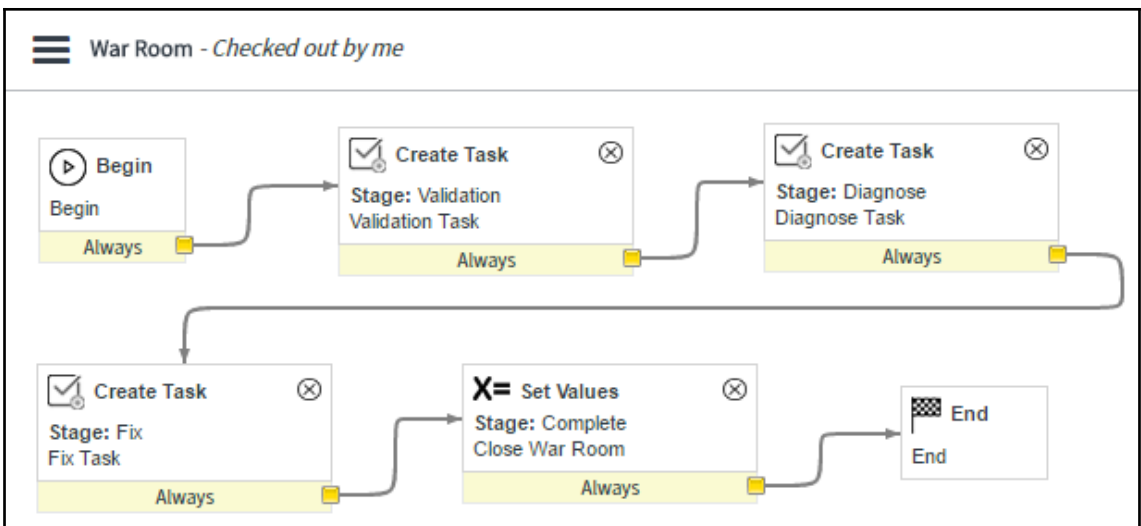 War Room - Checked out by me
Begin
Begin
Always
Create Task
Stage: Validation
Validation Task
Always
Create Task
Stage: Diagnose
Diagnose Task
Always
Create Task
Stage: Fix
Fix Task
Always
X= Set Values
Stage: Complete
Close War Room
Always
End
End